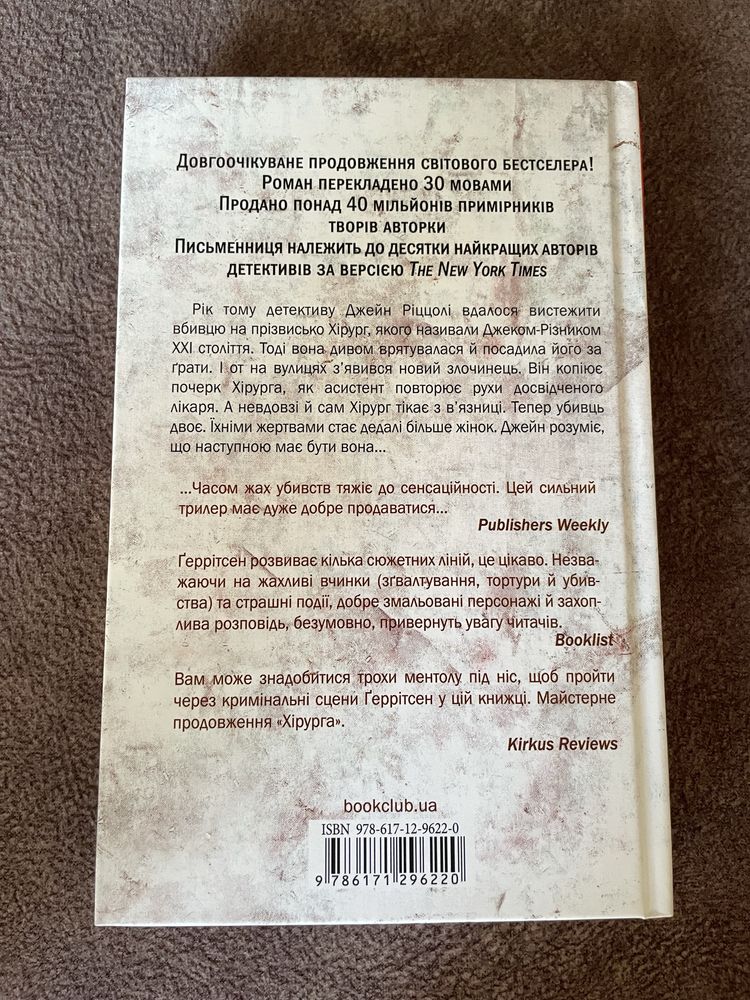 ДОВГООЧІКУВАНЕ ПРОДОВЖЕННЯ СВІТОВОГО БЕСТСЕЛЕРА!
РОМАН ПЕРЕКЛАДЕНО 30 МОВАМИ
ПРОДАНО ПОНАД 40 МІЛЬЙОНІВ ПРИМІРНИКІВ
ТВОРІВ АВТОРКИ
ПИСЬМЕННИЦЯ НАЛЕЖИТЬ ДО ДЕСЯТКИ НАЙКРАЩИХ АВТОРІВ
ДЕТЕКТИВІВ ЗА ВЕРСІЄЮ THE NEW YORK TIMES
Рік тому детективу Джейн Ріццолі вдалося вистежити
вбивцю на прізвисько Хірург, якого називали Джеком-Різником
XXI століття. Тоді вона дивом врятувалася й посадила його за
ґрати. І от на вулицях з’явився новий злочинець. Він копіює
почерк Хірурга, як асистент повторює рухи досвідченого
лікаря. А невдовзі й сам Хірург тікає з в’язниці. Тепер убивць
двоє. Їхніми жертвами стає дедалі більше жінок. Джейн розуміє,
що наступною має бути вона...
...Часом жах убивств тяжіє до сенсаційності. Цей сильний
трилер має дуже добре продаватися...
Publishers Weekly
Ґеррітсен розвиває кілька сюжетних ліній, це цікаво. Незва-
жаючи на жахливі вчинки (зґвалтування, тортури й убив-
ства) та страшні події, добре змальовані персонажі й захоп-
лива розповідь, безумовно, привернуть увагу читачів.
Booklist
Вам може знадобитися трохи ментолу під ніс, щоб пройти
через кримінальні сцени Ґеррітсен у цій книжці. Майстерне
продовження «Хірурга».
Kirkus Reviews
bookclub.ua
ISBN 978-617-12-9622-0
9 786171 296220